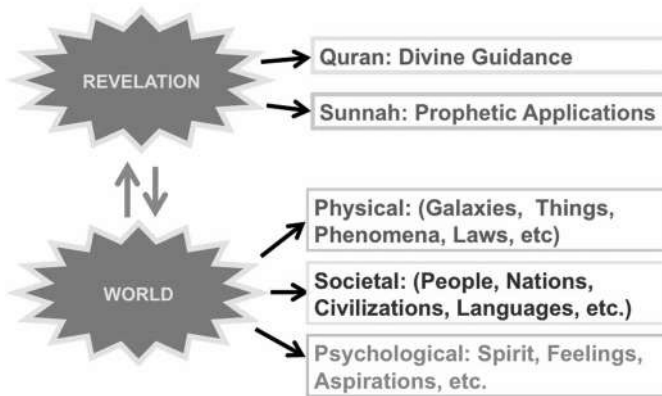 REVELATION
Quran: Divine Guidance
Sunnah: Prophetic Applications
WORLD
Physical: (Galaxies, Things,
Phenomena, Laws, etc)
Societal: (People, Nations,
Civilizations, Languages, etc.)
Psychological: Spirit, Feelings,
Aspirations, etc.